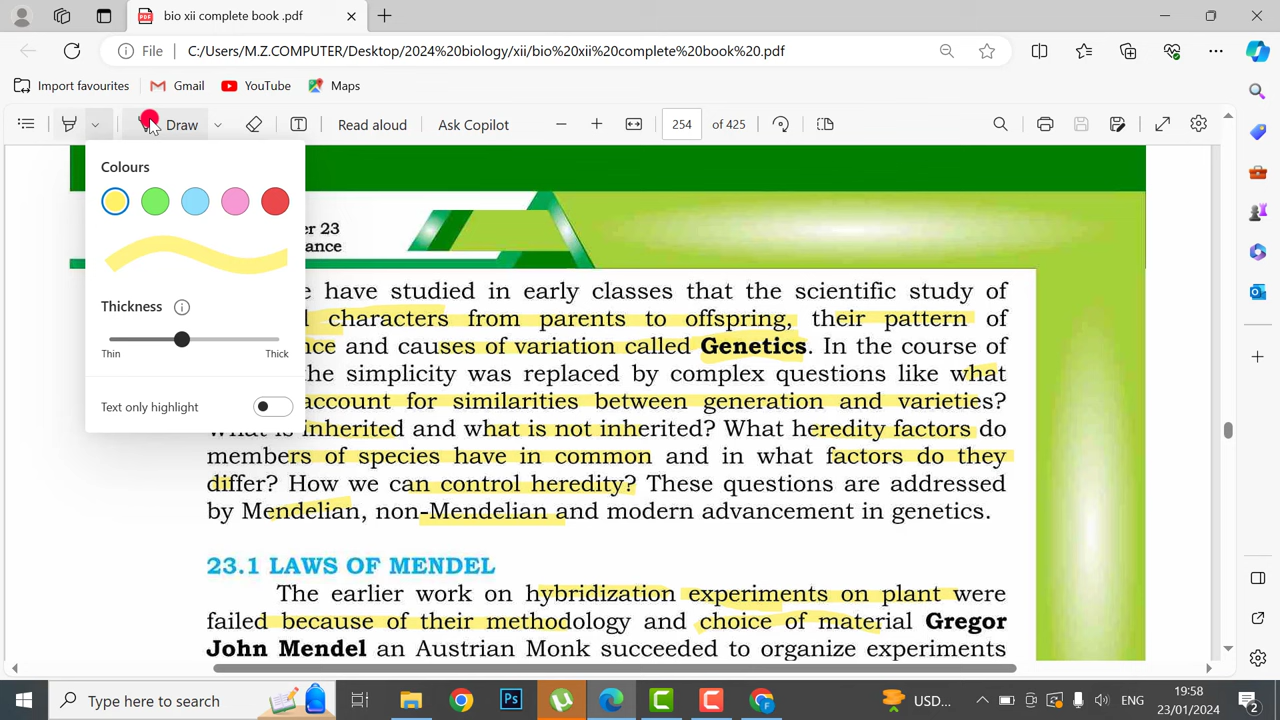 bio xii complete book .pdf
File
C:/Users/M.Z.COMPUTER/Desktop/2024%20biology/xii/bio%20xii%20complete%20book%20.pdf
Import favourites
Gmail
YouTube
Maps
Draw
Read aloud
Ask Copilot
254 of 425
Colours
Thickness
Thin
Thick
Text only highlight
er 23
ance
e have studied in early classes that the scientific study of
characters from parents to offspring, their pattern of
nce and causes of variation called Genetics. In the course of
the simplicity was replaced by complex questions like what
account for similarities between generation and varieties?
What is inherited and what is not inherited? What heredity factors do
members of species have in common and in what factors do they
differ? How we can control heredity? These questions are addressed
by Mendelian, non-Mendelian and modern advancement in genetics.
23.1 LAWS OF MENDEL
The earlier work on hybridization experiments on plant were
failed because of their methodology and choice of material Gregor
John Mendel an Austrian Monk succeeded to organize experiments
Type here to search
Ps
USD...
ENG
19:58
23/01/2024
2